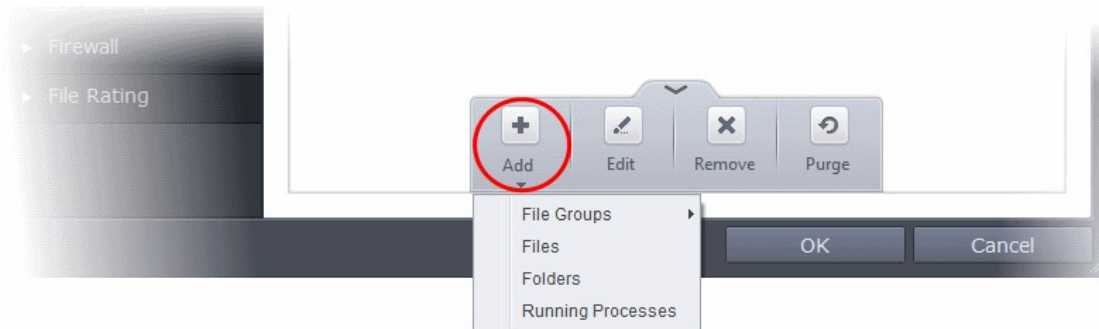 Firewall
File Rating
Add
Edit
Remove
Purge
File Groups
Files
Folders
Running Processes
OK
Cancel